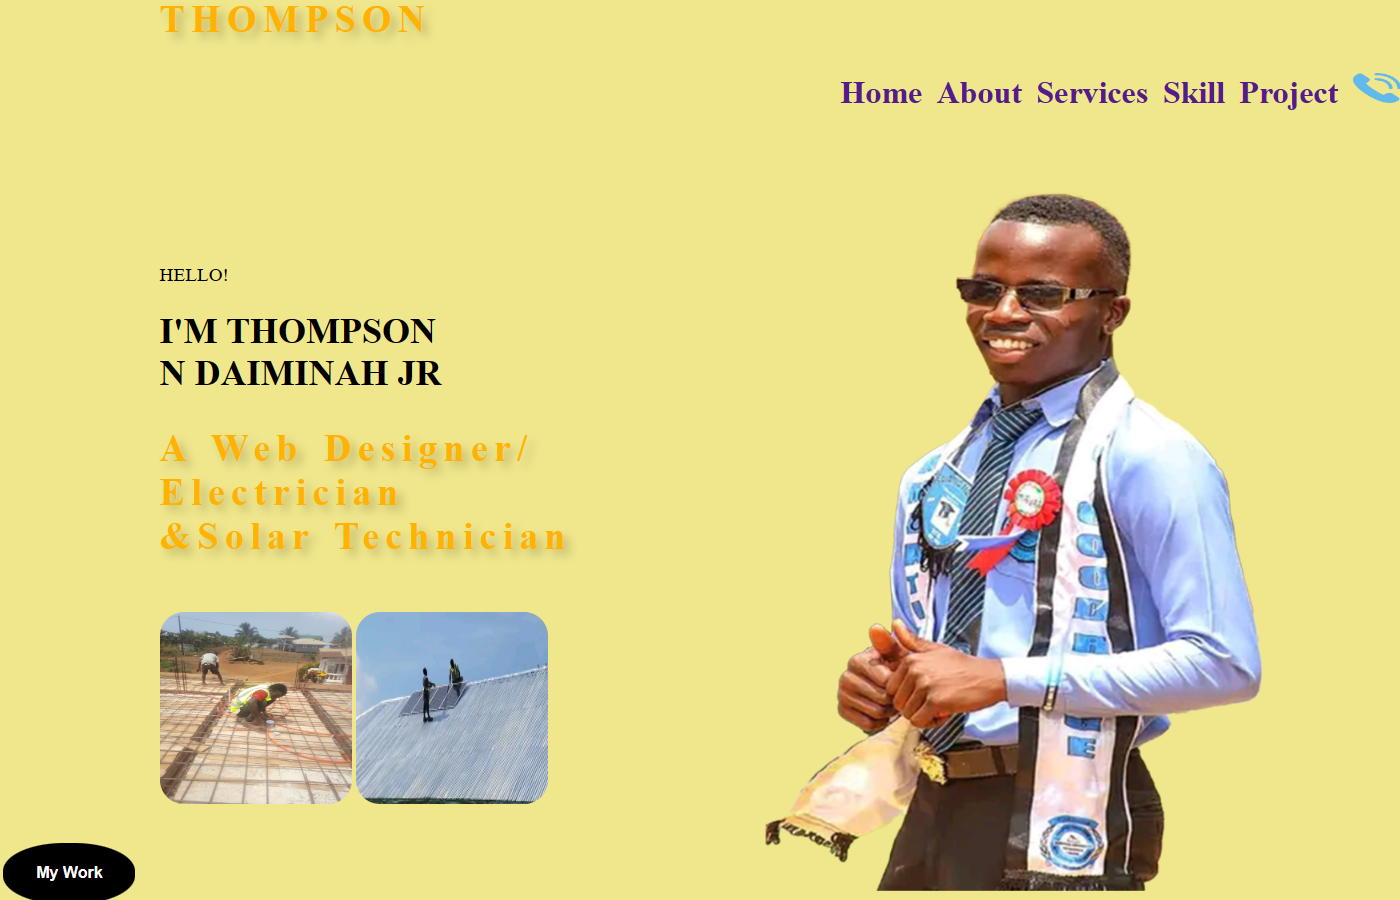 THOMPSON
Home About Services Skill Project
HELLO!
I'M THOMPSON
N DAIMINAH JR
A Web Designer/
Electrician
&Solar Technician
My Work